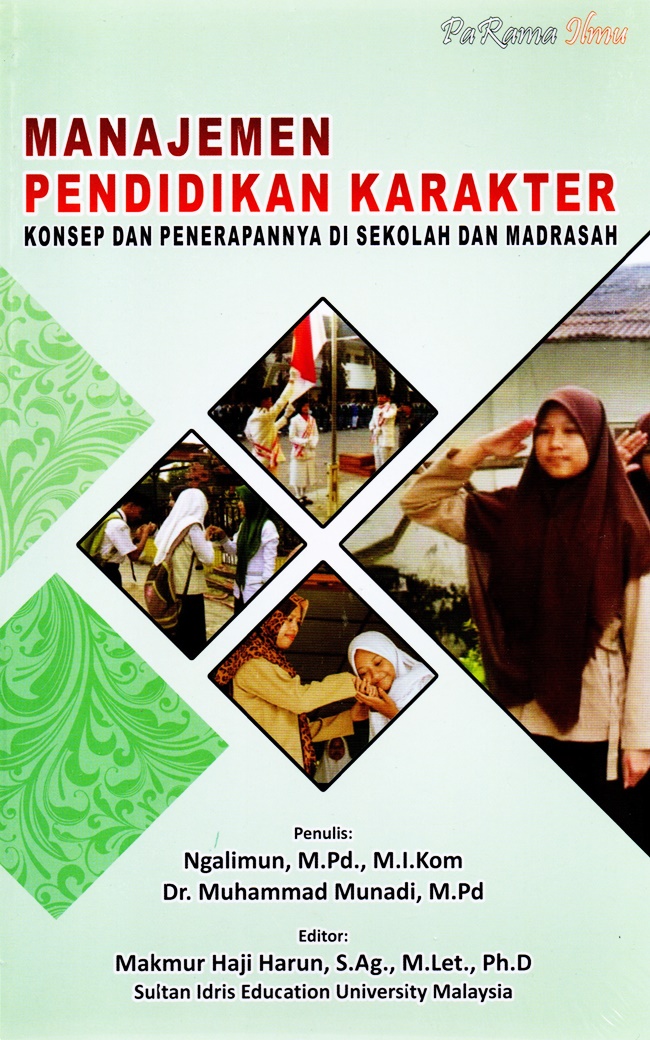 PaRama Ilmu
MANAJEMEN
PENDIDIKAN KARAKTER
KONSEP DAN PENERAPANNYA DI SEKOLAH DAN MADRASAH
Penulis:
Ngalimun, M.Pd., M.I.Kom
Dr. Muhammad Munadi, M.Pd
Editor:
Makmur Haji Harun, S.Ag., M.Let., Ph.D
Sultan Idris Education University Malaysia